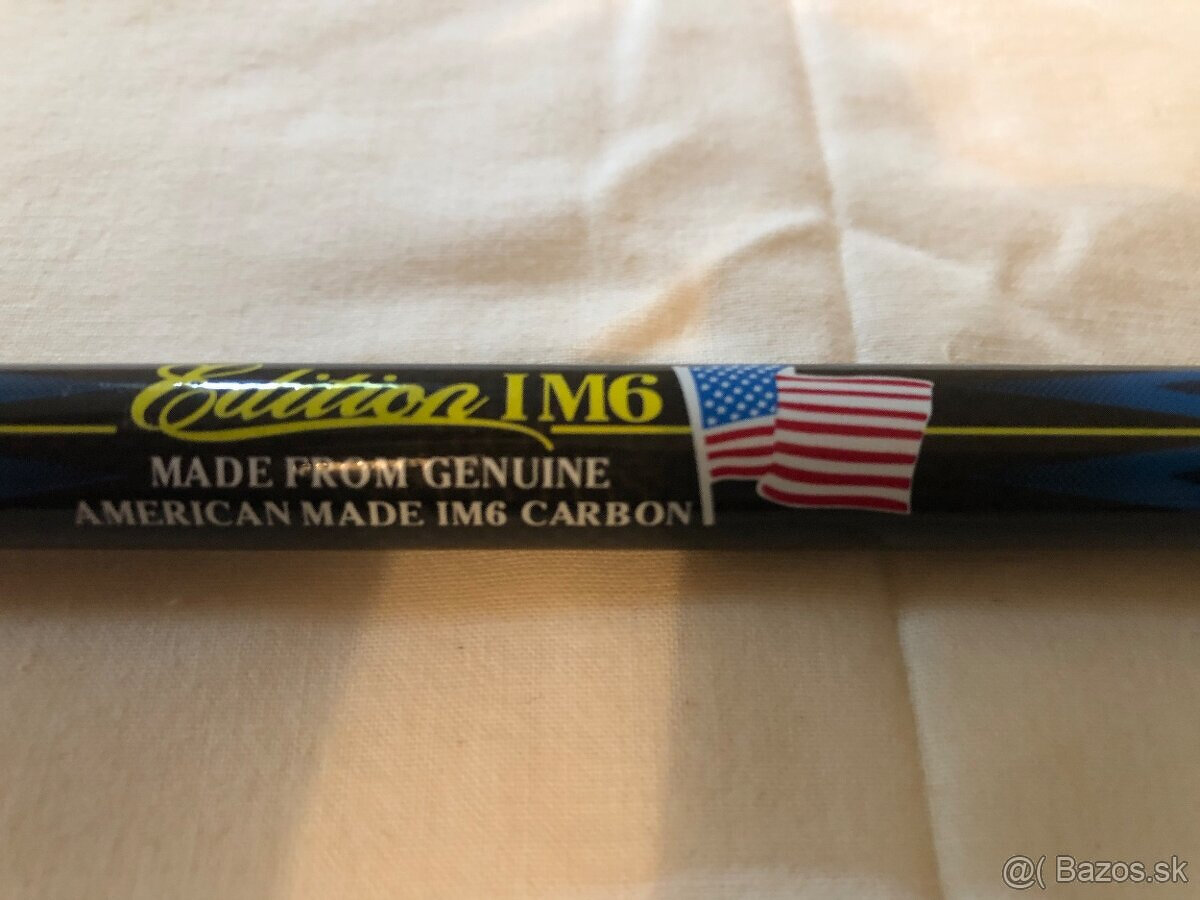 Edition IM6
MADE FROM GENUINE
AMERICAN MADE IM6 CARBON
@( Bazos.sk